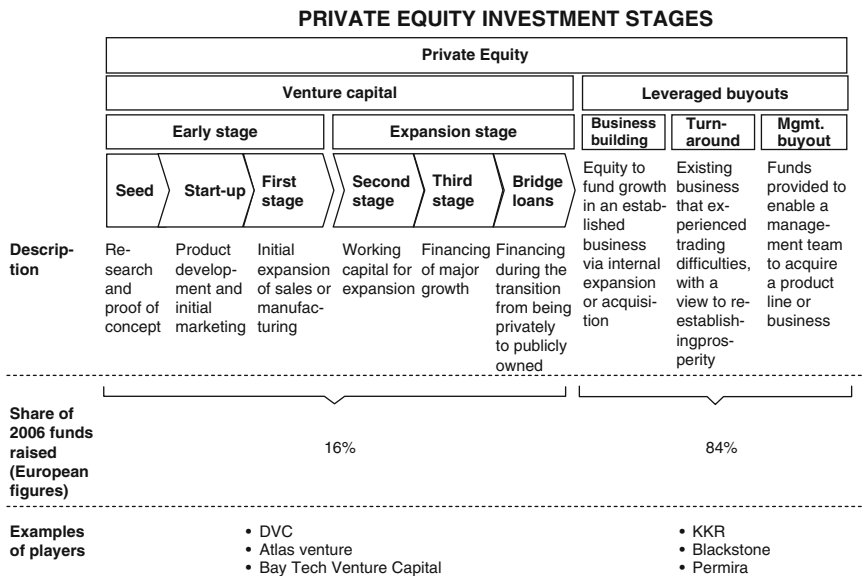 PRIVATE EQUITY INVESTMENT STAGES
Private Equity
Venture capital
Leveraged buyouts
Early stage
Expansion stage
Business
building
Turn-
around
Mgmt.
buyout
Seed
Start-up
First
stage
Second
stage
Third
stage
Bridge
loans
Descrip-
tion
Re-
search
and
proof of
concept
Product
develop-
ment and
initial
marketing
Initial
expansion
of sales or
manufac-
turing
Working
capital for
expansion
Financing
of major
growth
Financing
during the
transition
from being
privately
to publicly
owned
Equity to
fund growth
in an estab-
lished
business
via internal
expansion
or acquisi-
tion
Existing
business
that ex-
perienced
trading
difficulties,
with a
view to re-
establish-
ingpros-
perity
Funds
provided to
enable a
manage-
ment team
to acquire
a product
line or
business
Share of
2006 funds
raised
(European
figures)
16%
84%
Examples
of players
• DVC
• Atlas venture
• Bay Tech Venture Capital
• KKR
• Blackstone
• Permira